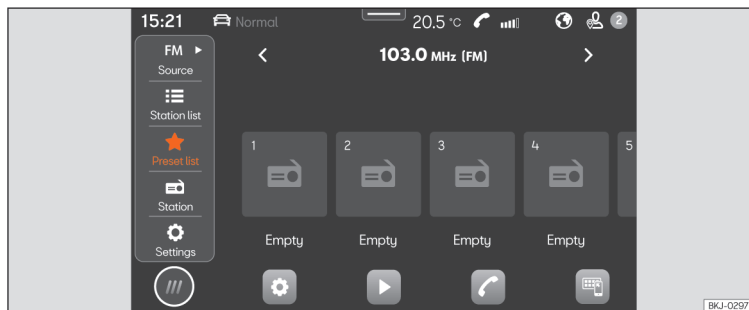 15:21 Normal 20.5 °C 2
FM
Source
103.0 MHz (FM)
Station list
Preset list
Station
Settings
1 2 3 4 5
Empty Empty Empty Empty
BKJ-0297